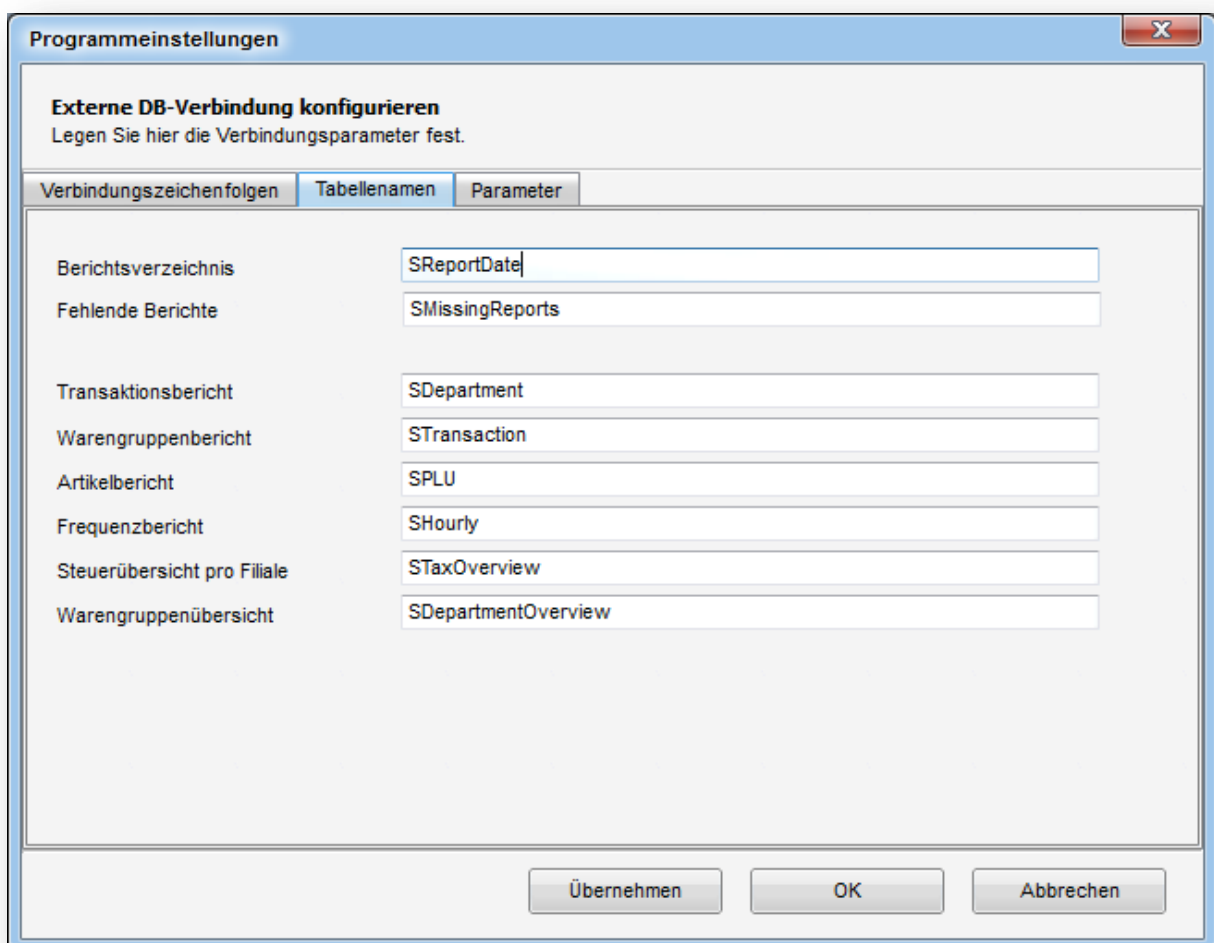 Programmeinstellungen
X
Externe DB-Verbindung konfigurieren
Legen Sie hier die Verbindungsparameter fest.
Verbindungszeichenfolgen Tabellenamen Parameter
Berichtsverzeichnis SReportDate
Fehlende Berichte SMissingReports
Transaktionsbericht SDepartment
Warengruppenbericht STransaction
Artikelbericht SPLU
Frequenzbericht SHourly
Steuerübersicht pro Filiale STaxOverview
Warengruppenübersicht SDepartmentOverview
Übernehmen OK Abbrechen